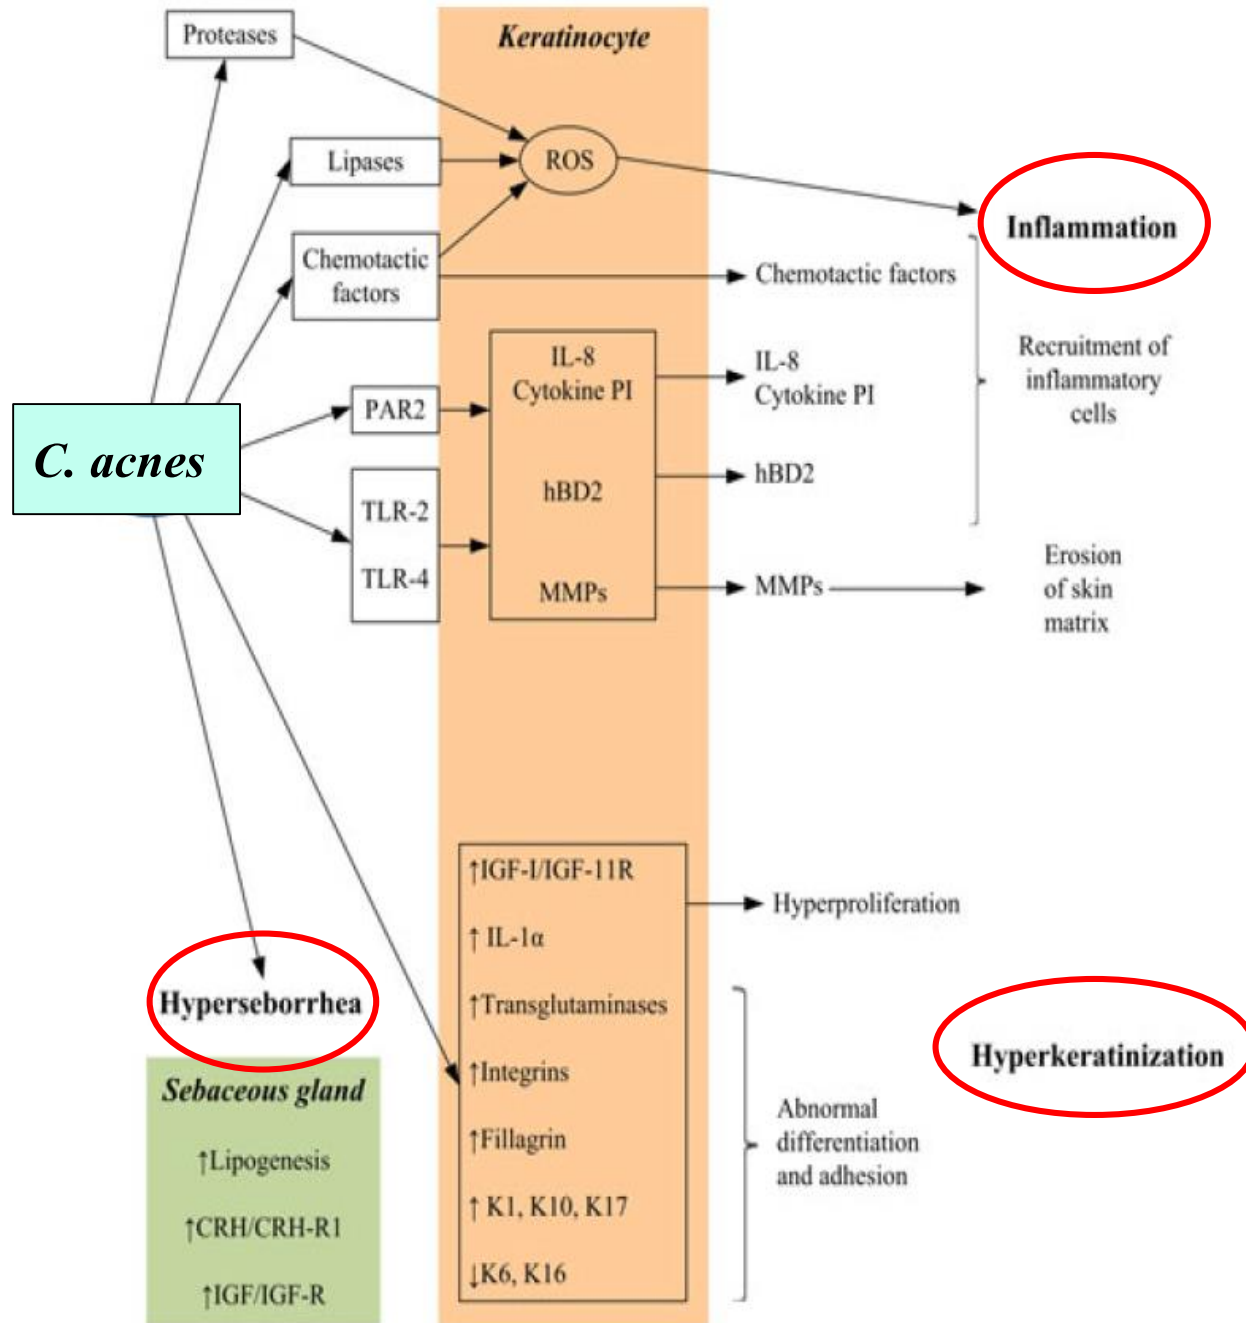 Proteases
Keratinocyte
Lipases
ROS
Inflammation
Chemotactic
factors
Chemotactic factors
IL-8
Cytokine PI
IL-8
Cytokine PI
Recruitment of
inflammatory
cells
PAR2
C. acnes
hBD2
hBD2
TLR-2
TLR-4
MMPs
MMPs
Erosion
of skin
matrix
↑IGF-I/IGF-11R
Hyperproliferation
↑ IL-1α
Hyperseborrhea
↑Transglutaminases
Hyperkeratinization
Sebaceous gland
↑Integrins
Abnormal
differentiation
and adhesion
↑Fillagrin
↑Lipogenesis
↑ K1, K10, K17
↑CRH/CRH-R1
↓K6, K16
↑IGF/IGF-R